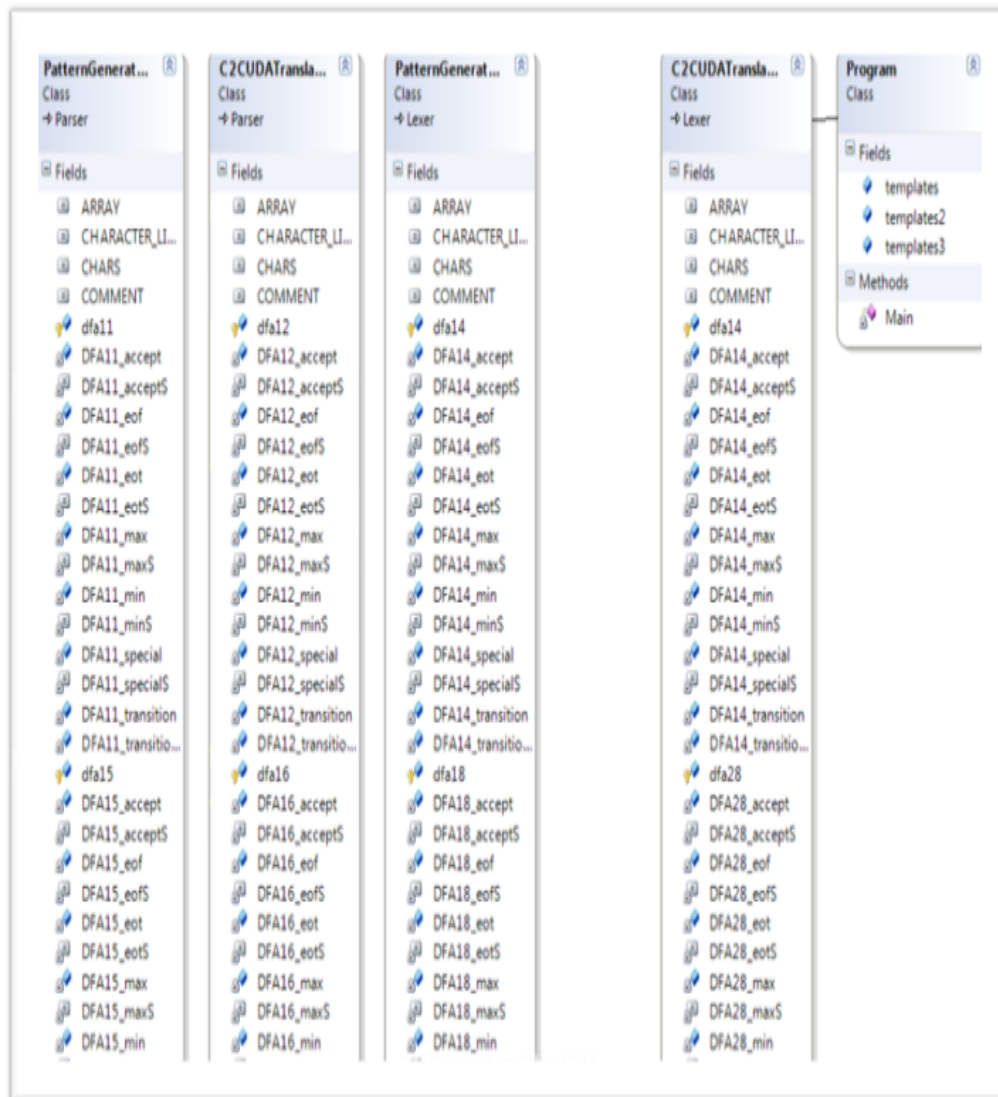 PatternGenerat...
Class
→ Parser
Fields
ARRAY
CHARACTER_LI...
CHARS
COMMENT
dfa11
DFA11_accept
DFA11_acceptS
DFA11_eof
DFA11_eofS
DFA11_eot
DFA11_eotS
DFA11_max
DFA11_maxS
DFA11_min
DFA11_minS
DFA11_special
DFA11_specialS
DFA11_transition
DFA11_transitio...
dfa15
DFA15_accept
DFA15_acceptS
DFA15_eof
DFA15_eofS
DFA15_eot
DFA15_eotS
DFA15_max
DFA15_maxS
DFA15_min
C2CUDATransla...
Class
→ Parser
Fields
ARRAY
CHARACTER_LI...
CHARS
COMMENT
dfa12
DFA12_accept
DFA12_acceptS
DFA12_eof
DFA12_eofS
DFA12_eot
DFA12_eotS
DFA12_max
DFA12_maxS
DFA12_min
DFA12_minS
DFA12_special
DFA12_specialS
DFA12_transition
DFA12_transitio...
dfa16
DFA16_accept
DFA16_acceptS
DFA16_eof
DFA16_eofS
DFA16_eot
DFA16_eotS
DFA16_max
DFA16_maxS
DFA16_min
PatternGenerat...
Class
→ Lexer
Fields
ARRAY
CHARACTER_LI...
CHARS
COMMENT
dfa14
DFA14_accept
DFA14_acceptS
DFA14_eof
DFA14_eofS
DFA14_eot
DFA14_eotS
DFA14_max
DFA14_maxS
DFA14_min
DFA14_minS
DFA14_special
DFA14_specialS
DFA14_transition
DFA14_transitio...
dfa18
DFA18_accept
DFA18_acceptS
DFA18_eof
DFA18_eofS
DFA18_eot
DFA18_eotS
DFA18_max
DFA18_maxS
DFA18_min
C2CUDATransla...
Class
→ Lexer
Fields
ARRAY
CHARACTER_LI...
CHARS
COMMENT
dfa14
DFA14_accept
DFA14_acceptS
DFA14_eof
DFA14_eofS
DFA14_eot
DFA14_eotS
DFA14_max
DFA14_maxS
DFA14_min
DFA14_minS
DFA14_special
DFA14_specialS
DFA14_transition
DFA14_transitio...
dfa28
DFA28_accept
DFA28_acceptS
DFA28_eof
DFA28_eofS
DFA28_eot
DFA28_eotS
DFA28_max
DFA28_maxS
DFA28_min
Program
Class
Fields
templates
templates2
templates3
Methods
Main